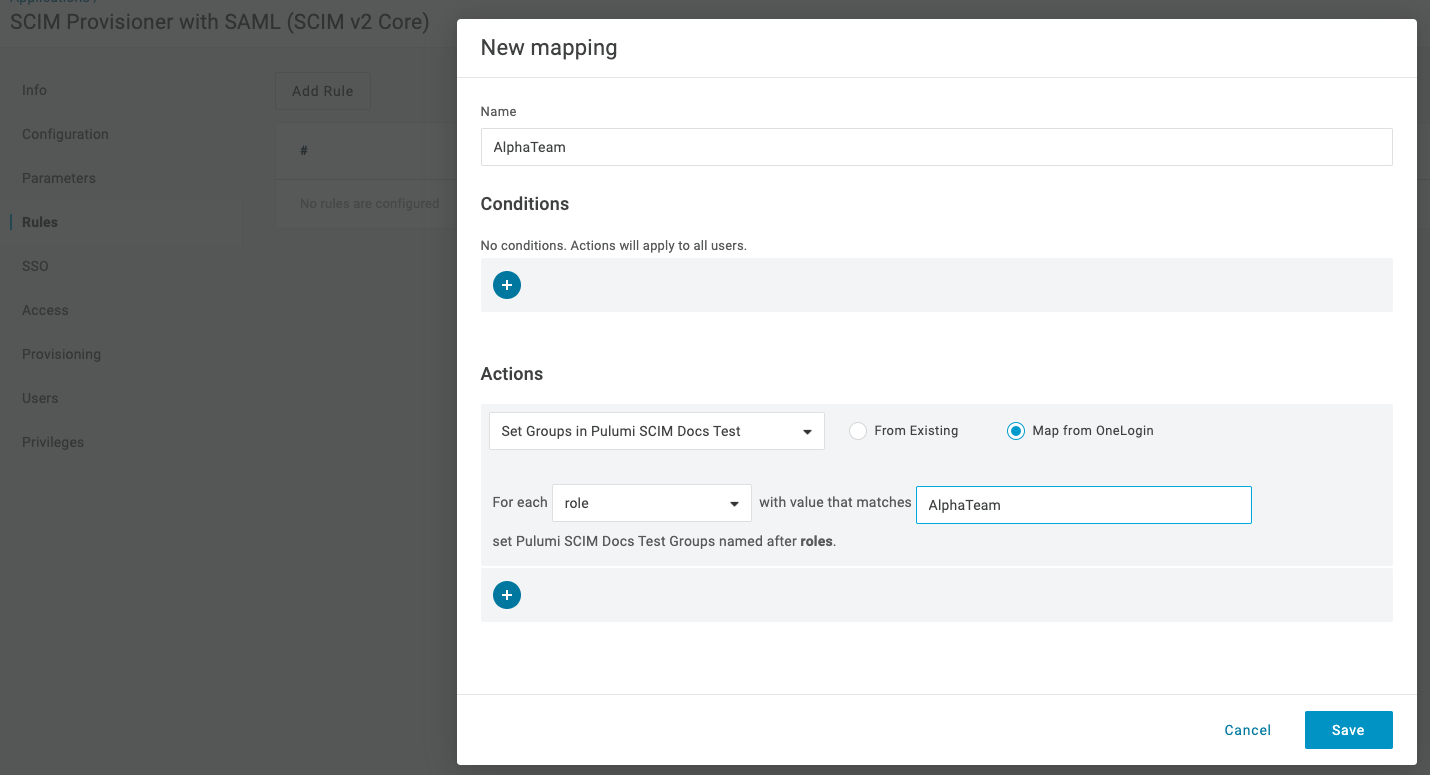 SCIM Provisioner with SAML (SCIM v2 Core)
Info
Configuration
Parameters
Rules
SSO
Access
Provisioning
Users
Privileges
Add Rule
#
No rules are configured
New mapping
Name
AlphaTeam
Conditions
No conditions. Actions will apply to all users.
Actions
Set Groups in Pulumi SCIM Docs Test
From Existing
Map from OneLogin
For each role with value that matches AlphaTeam
set Pulumi SCIM Docs Test Groups named after roles.
Cancel
Save